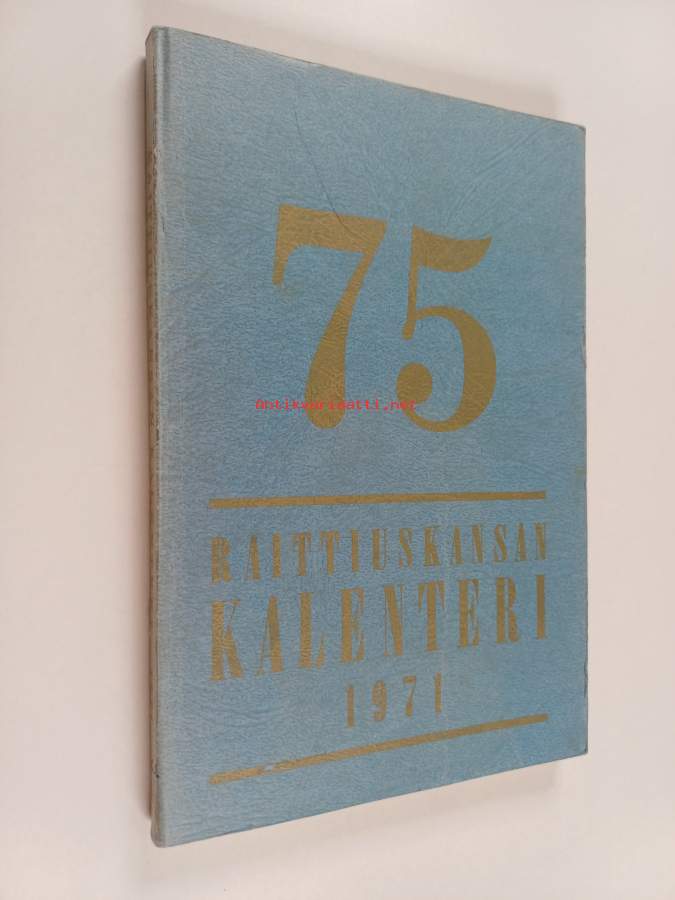 75
Antikvariaatti.net
RAITTIUSKANSAN
KALENTERI
1971